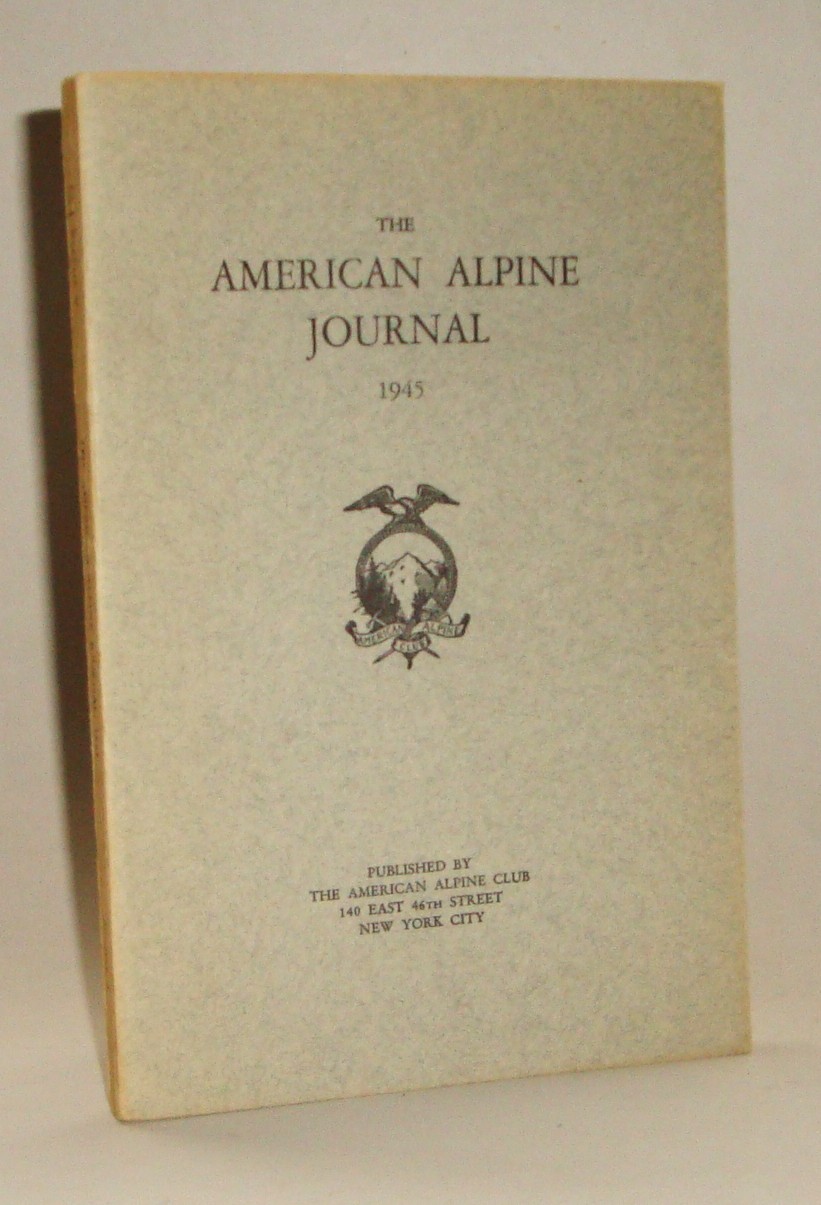 THE
AMERICAN ALPINE
JOURNAL
1945
AMERICAN ALPINE
CLUB
PUBLISHED BY
THE AMERICAN ALPINE CLUB
140 EAST 46TH STREET
NEW YORK CITY